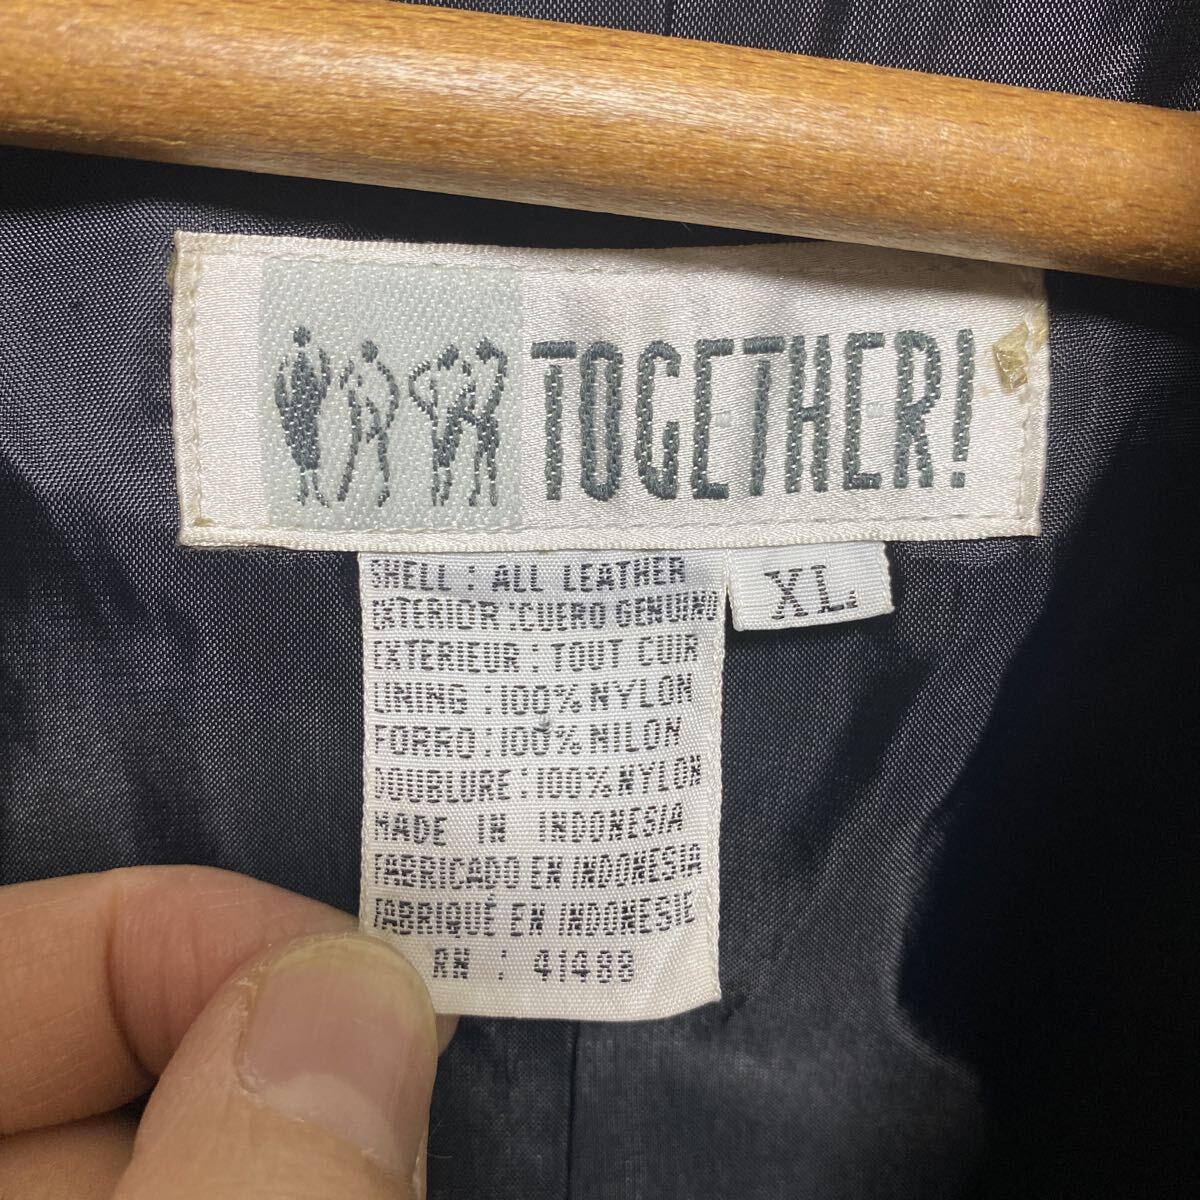 TOGETHER!
XL
SHELL : ALL LEATHER
EXTERIOR : CUERO GENUINO
EXTERIEUR : TOUT CUIR
LINING : 100% NYLON
FORRO : 100% NILON
DOUBLURE : 100% NYLON
MADE IN INDONESIA
FABRICADO EN INDONESIA
FABRIQUÉ EN INDONESIE
RN : 41488